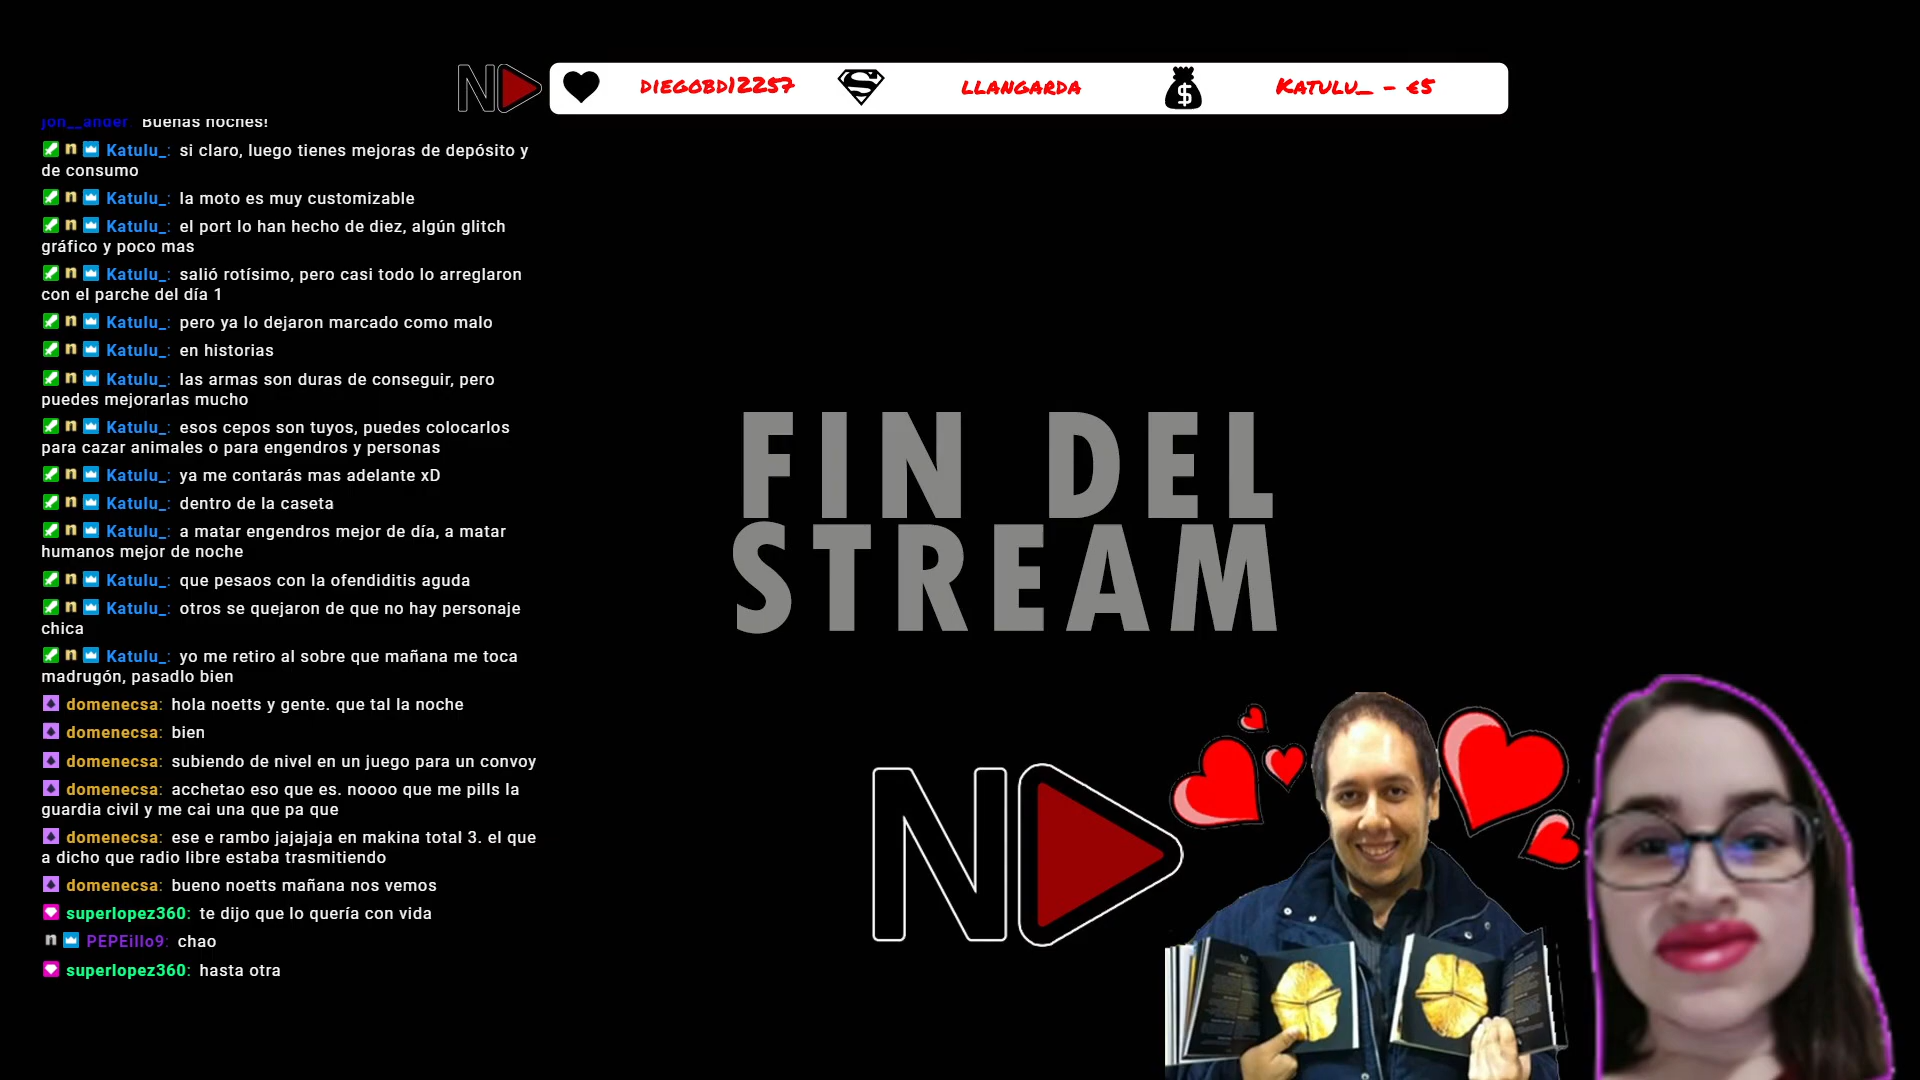 N
diegobd12257
llangarda
Katulu_ - €5
jon__ander: Buenas noches!
n Katulu_: si claro, luego tienes mejoras de depósito y
de consumo
n Katulu_: la moto es muy customizable
n Katulu_: el port lo han hecho de diez, algún glitch
gráfico y poco mas
n Katulu_: salió rotísimo, pero casi todo lo arreglaron
con el parche del día 1
n Katulu_: pero ya lo dejaron marcado como malo
n Katulu_: en historias
n Katulu_: las armas son duras de conseguir, pero
puedes mejorarlas mucho
n Katulu_: esos cepos son tuyos, puedes colocarlos
para cazar animales o para engendros y personas
n Katulu_: ya me contarás mas adelante xD
n Katulu_: dentro de la caseta
n Katulu_: a matar engendros mejor de día, a matar
humanos mejor de noche
n Katulu_: que pesaos con la ofendiditis aguda
n Katulu_: otros se quejaron de que no hay personaje
chica
n Katulu_: yo me retiro al sobre que mañana me toca
madrugón, pasadlo bien
domenecsa: hola noetts y gente. que tal la noche
domenecsa: bien
domenecsa: subiendo de nivel en un juego para un convoy
domenecsa: acchetao eso que es. noooo que me pills la
guardia civil y me cai una que pa que
domenecsa: ese e rambo jajajaja en makina total 3. el que
a dicho que radio libre estaba trasmitiendo
domenecsa: bueno noetts mañana nos vemos
superlopez360: te dijo que lo quería con vida
n PEPEillo9: chao
superlopez360: hasta otra
FIN DEL
STREAM
N